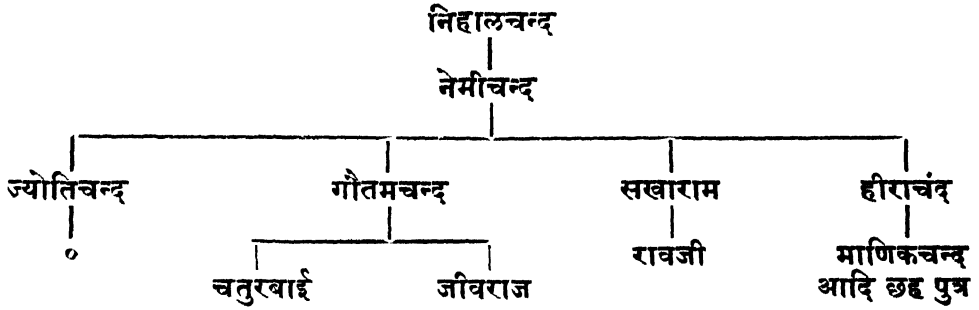 निहालचन्द
नेमीचन्द
ज्योतिचन्द गौतमचन्द सखाराम हीराचंद
० रावजी माणिकचन्द
चतुरबाई जीवराज आदि छह पुत्र